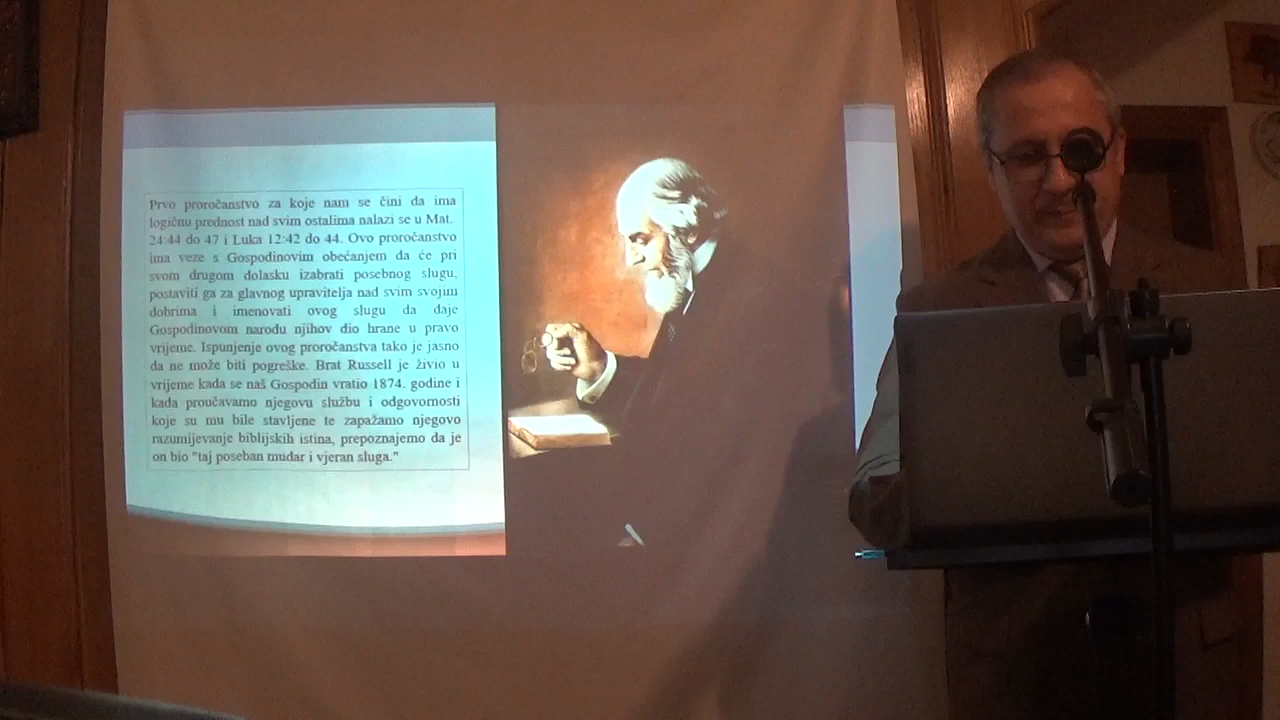 Prvo proročanstvo za koje nam se čini da ima
logičnu prednost nad svim ostalima nalazi se u Mat.
24:44 do 47 i Luka 12:42 do 44. Ovo proročanstvo
ima veze s Gospodinovim obećanjem da će pri
svom drugom dolasku izabrati posebnog slugu,
postaviti ga za glavnog upravitelja nad svim svojim
dobrima i imenovati ovog slugu da daje
Gospodinovom narodu njihov dio hrane u pravo
vrijeme. Ispunjenje ovog proročanstva tako je jasno
da ne može biti pogreške. Brat Russell je živio u
vrijeme kada se naš Gospodin vratio 1874. godine i
kada proučavamo njegovu službu i odgovornosti
koje su mu bile stavljene te zapažamo njegovo
razumijevanje biblijskih istina, prepoznajemo da je
on bio "taj poseban mudar i vjeran sluga."